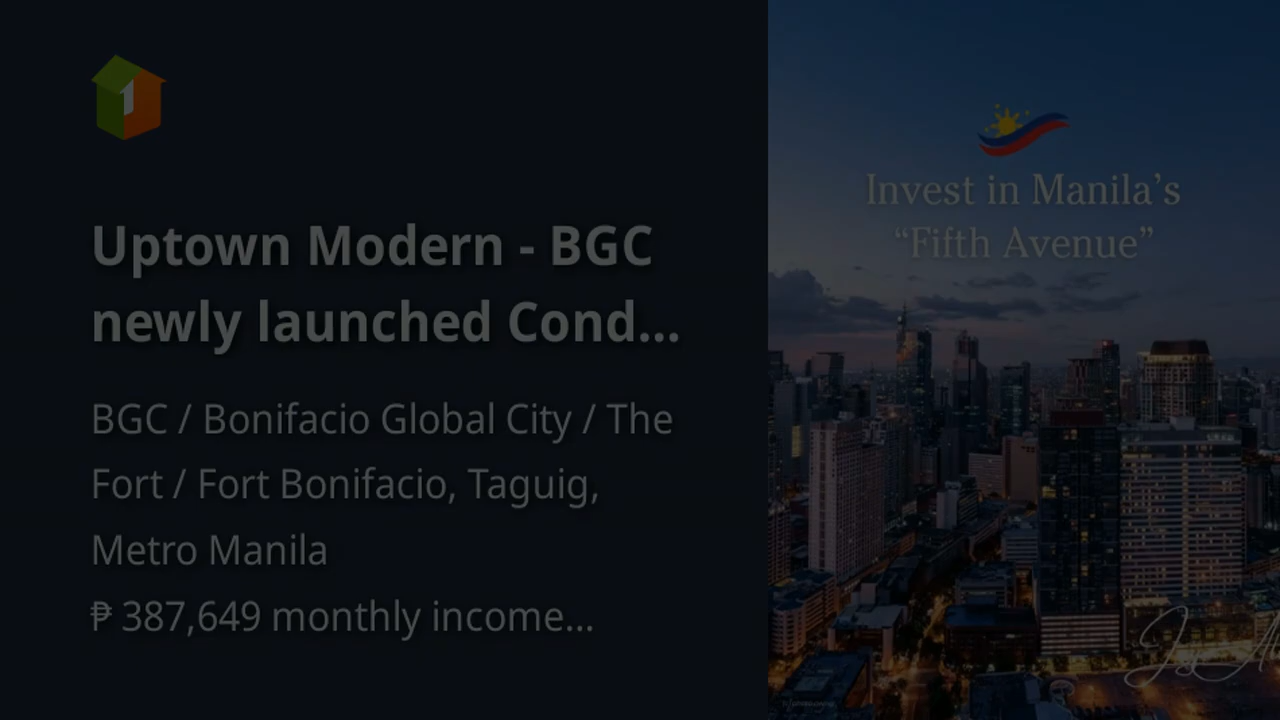 Uptown Modern - BGC
newly launched Cond...
BGC / Bonifacio Global City / The
Fort / Fort Bonifacio, Taguig,
Metro Manila
₱ 387,649 monthly income...
Invest in Manila’s
“Fifth Avenue”